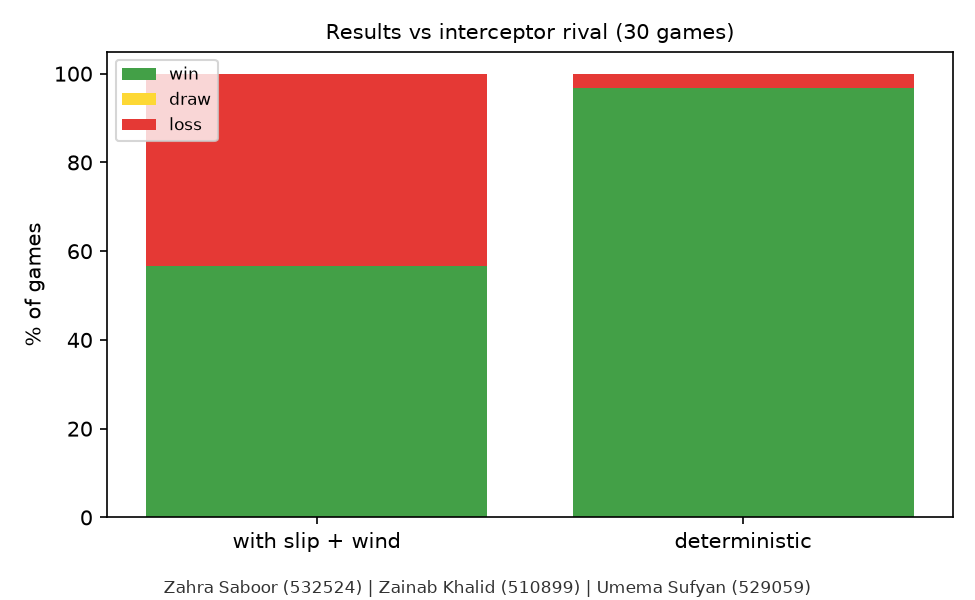 Results vs interceptor rival (30 games)
win
draw
loss
100
80
60
40
20
0
% of games
with slip + wind
deterministic
Zahra Saboor (532524) | Zainab Khalid (510899) | Umema Sufyan (529059)